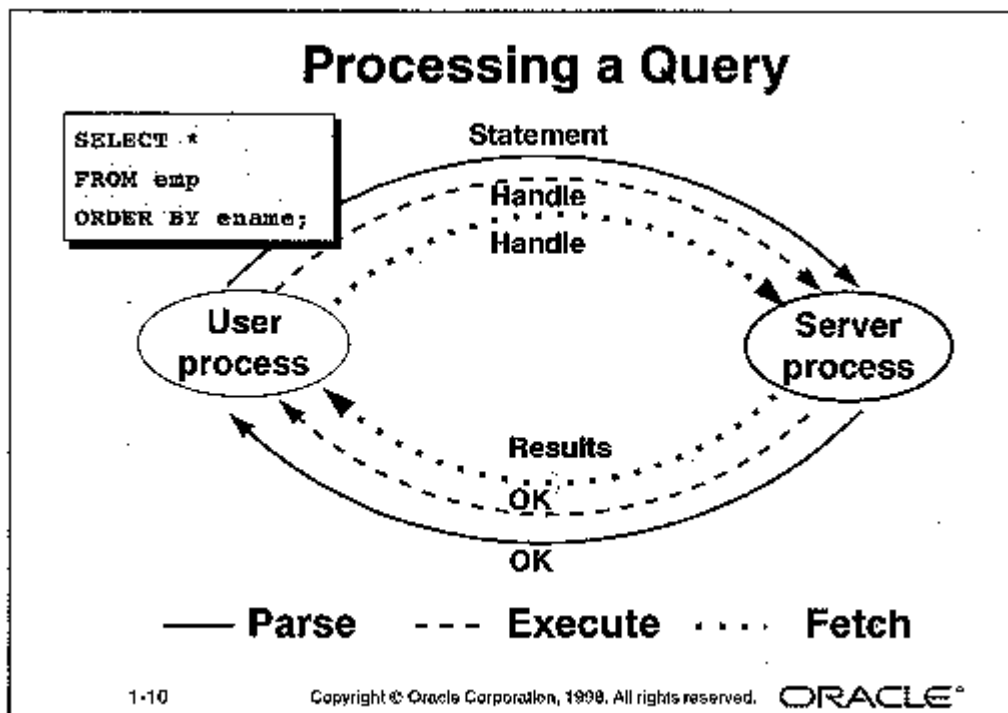 Processing a Query
SELECT *
FROM emp
ORDER BY ename;
Statement
Handle
Handle
User
process
Server
process
Results
OK
OK
Parse
Execute
Fetch
1-10
Copyright © Oracle Corporation, 1998. All rights reserved.
ORACLE®